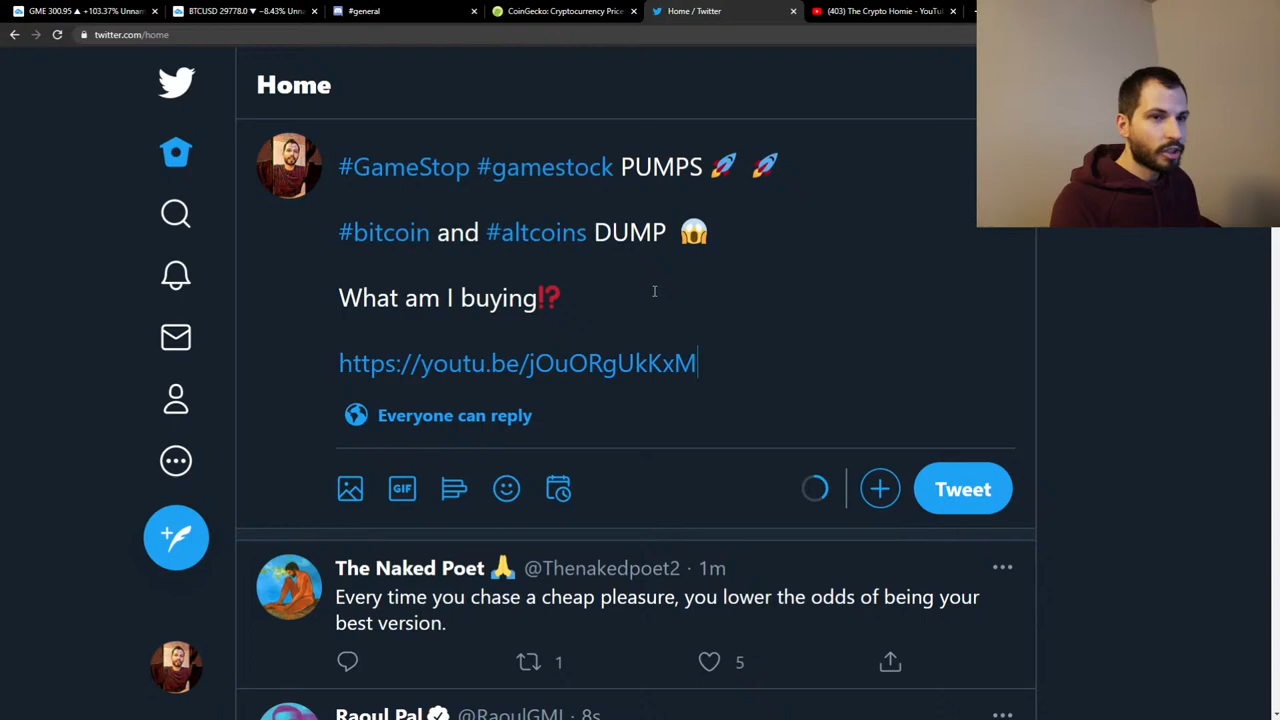 GME 300.95 ▲ +103.37% Unnam
BTCUSD 29778.0 ▼ −8.43% Unnam
#general
CoinGecko: Cryptocurrency Price
Home / Twitter
(403) The Crypto Homie - YouTu
twitter.com/home
Home
#GameStop #gamestock PUMPS 🚀 🚀
#bitcoin and #altcoins DUMP 😱
What am I buying⁉️
https://youtu.be/jOuORgUkKxM
Everyone can reply
GIF
Tweet
The Naked Poet 🙏 @Thenakedpoet2 · 1m
Every time you chase a cheap pleasure, you lower the odds of being your
best version.
1
5
Raoul Pal @RaoulGMI · 8s